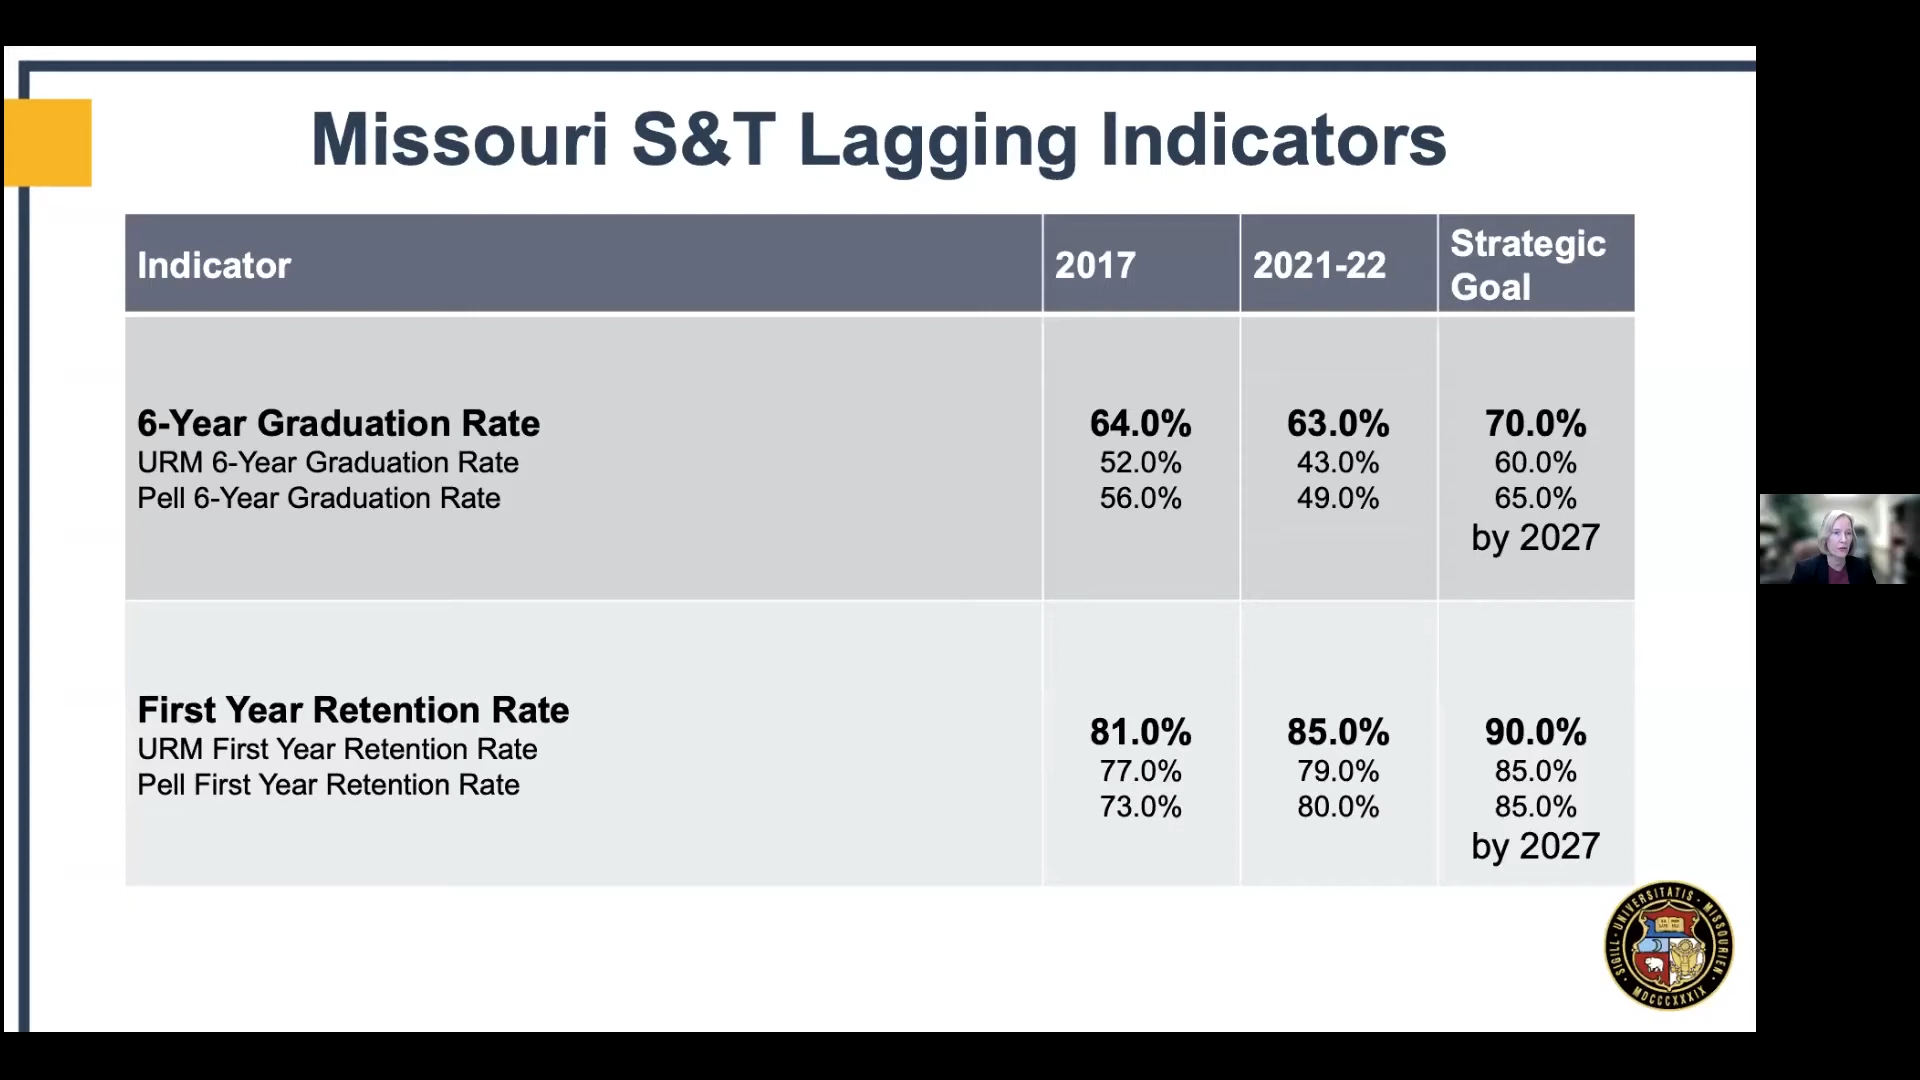 Missouri S&T Lagging Indicators
Indicator 2017 2021-22 Strategic Goal
6-Year Graduation Rate 64.0% 63.0% 70.0%
URM 6-Year Graduation Rate 52.0% 43.0% 60.0%
Pell 6-Year Graduation Rate 56.0% 49.0% 65.0%
by 2027
First Year Retention Rate 81.0% 85.0% 90.0%
URM First Year Retention Rate 77.0% 79.0% 85.0%
Pell First Year Retention Rate 73.0% 80.0% 85.0%
by 2027
SIGILL · UNIVERSITATIS · MISSOURIEN ·
MDCCCXXXIX